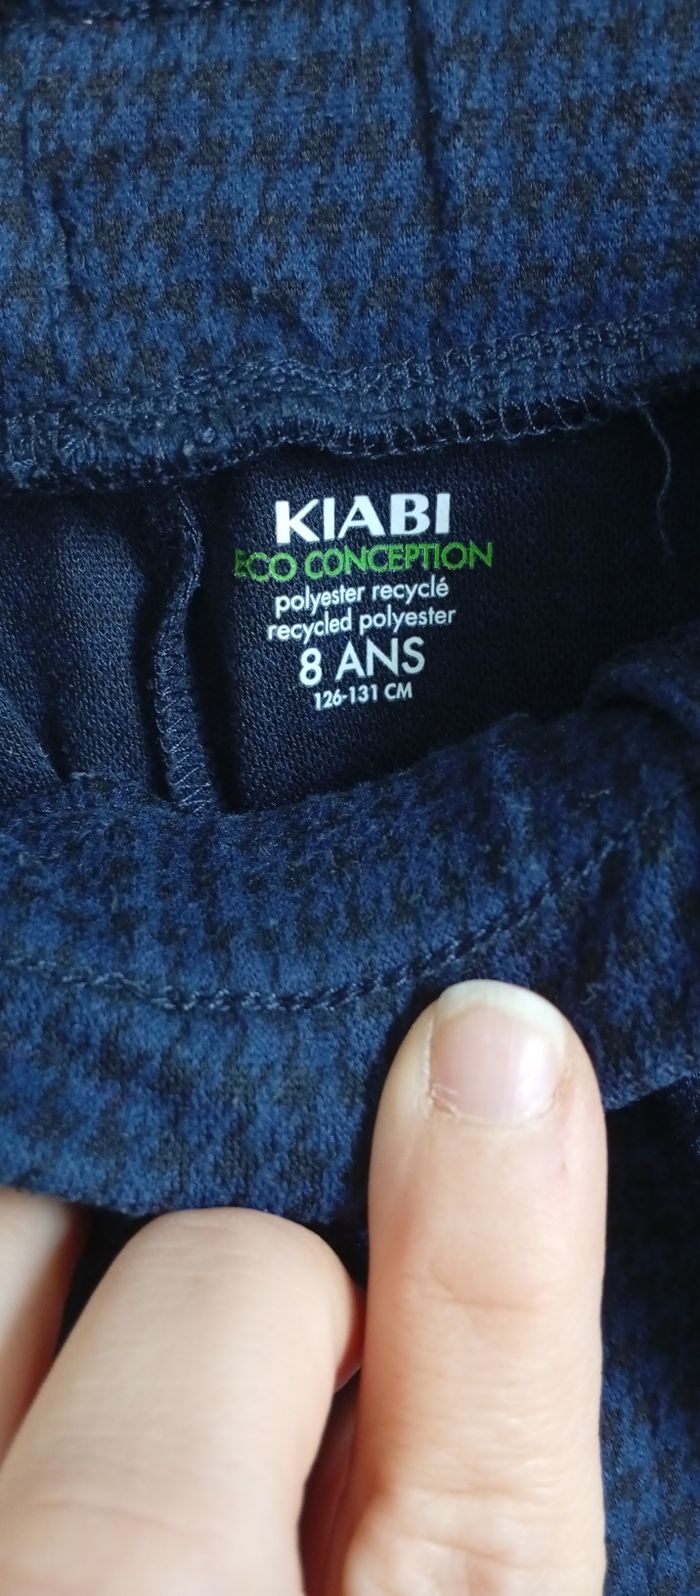 KIABI
ECO CONCEPTION
polyester recyclé
recycled polyester
8 ANS
126-131 CM